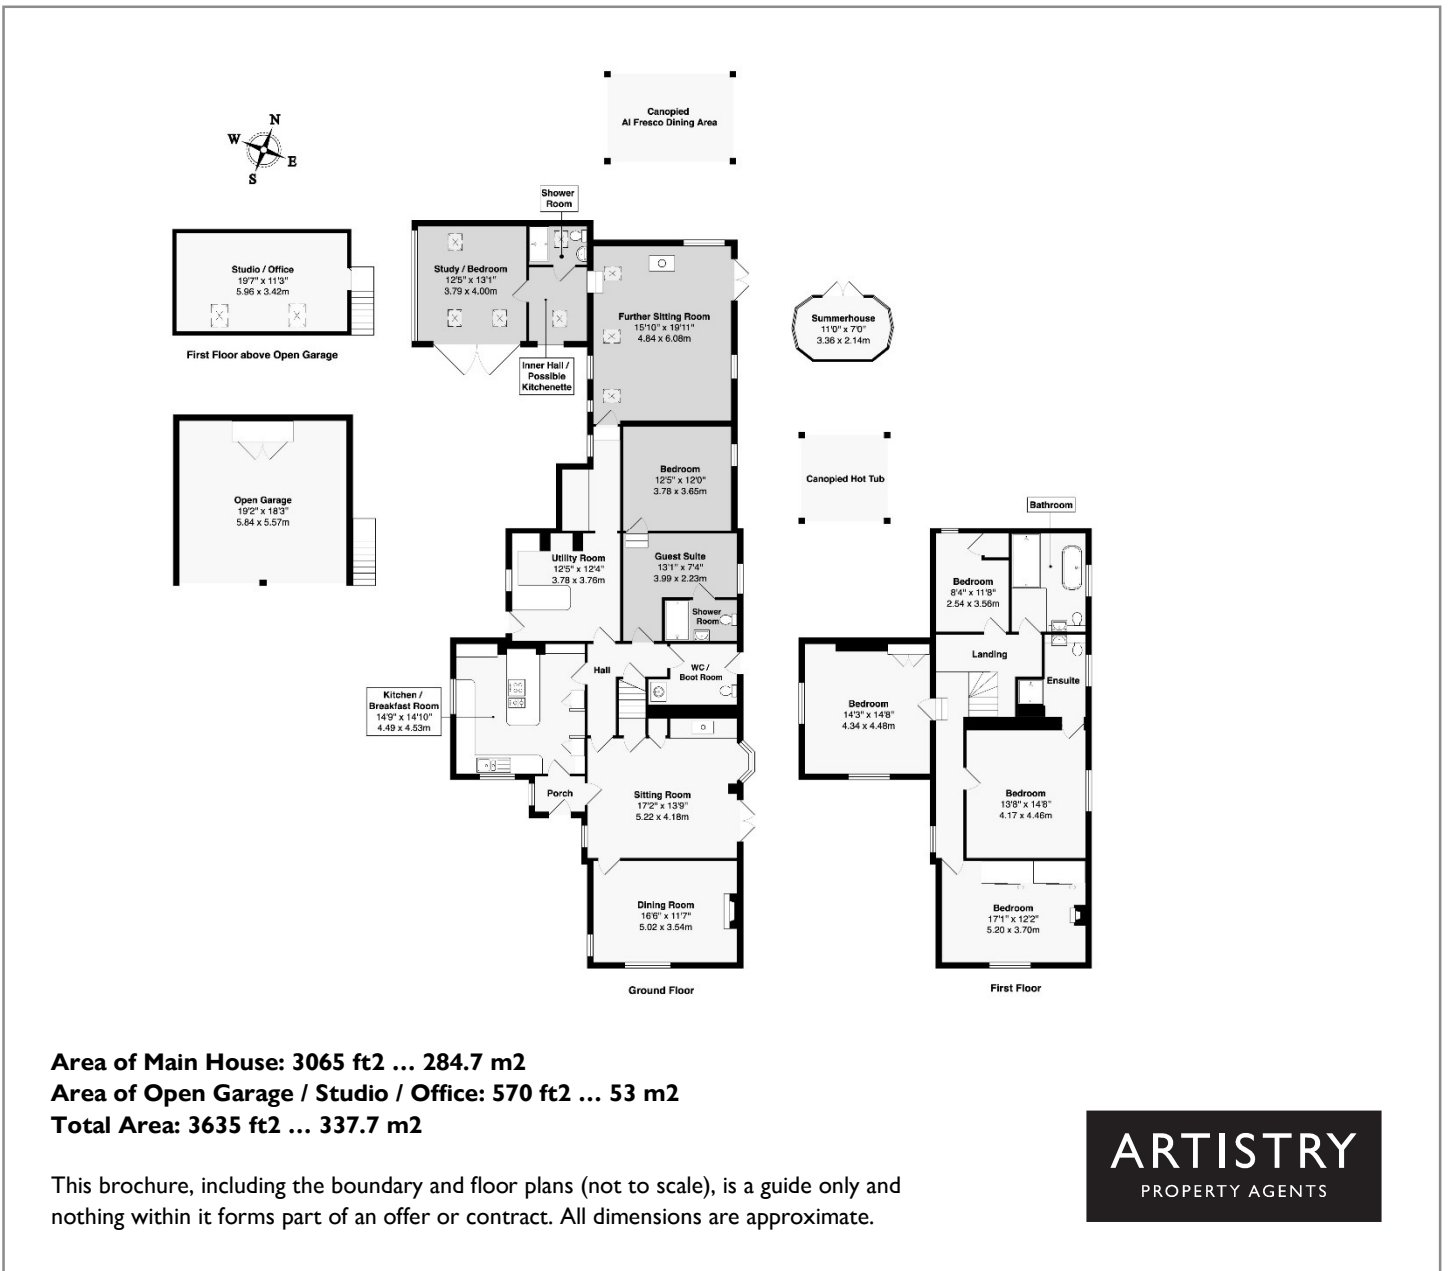 Canopied
Al Fresco Dining Area
N
W
E
S
Shower
Room
Studio / Office
19'7" x 11'3"
5.96 x 3.42m
First Floor above Open Garage
Study / Bedroom
12'5" x 13'1"
3.79 x 4.00m
Further Sitting Room
15'10" x 19'11"
4.84 x 6.08m
Summerhouse
11'0" x 7'0"
3.36 x 2.14m
Inner Hall /
Possible
Kitchenette
Open Garage
19'2" x 18'3"
5.84 x 5.57m
Bedroom
12'5" x 12'0"
3.78 x 3.65m
Canopied Hot Tub
Bathroom
Utility Room
12'5" x 12'4"
3.78 x 3.76m
Guest Suite
13'1" x 7'4"
3.99 x 2.23m
Shower
Room
Bedroom
8'4" x 11'8"
2.54 x 3.56m
Landing
Ensuite
Hall
WC /
Boot Room
Kitchen /
Breakfast Room
14'9" x 14'10"
4.49 x 4.53m
Bedroom
14'3" x 14'8"
4.34 x 4.48m
Porch
Sitting Room
17'2" x 13'9"
5.22 x 4.18m
Bedroom
13'8" x 14'8"
4.17 x 4.46m
Dining Room
16'6" x 11'7"
5.02 x 3.54m
Bedroom
17'1" x 12'2"
5.20 x 3.70m
Ground Floor
First Floor
Area of Main House: 3065 ft2 … 284.7 m2
Area of Open Garage / Studio / Office: 570 ft2 … 53 m2
Total Area: 3635 ft2 … 337.7 m2
This brochure, including the boundary and floor plans (not to scale), is a guide only and
nothing within it forms part of an offer or contract. All dimensions are approximate.
ARTISTRY
PROPERTY AGENTS